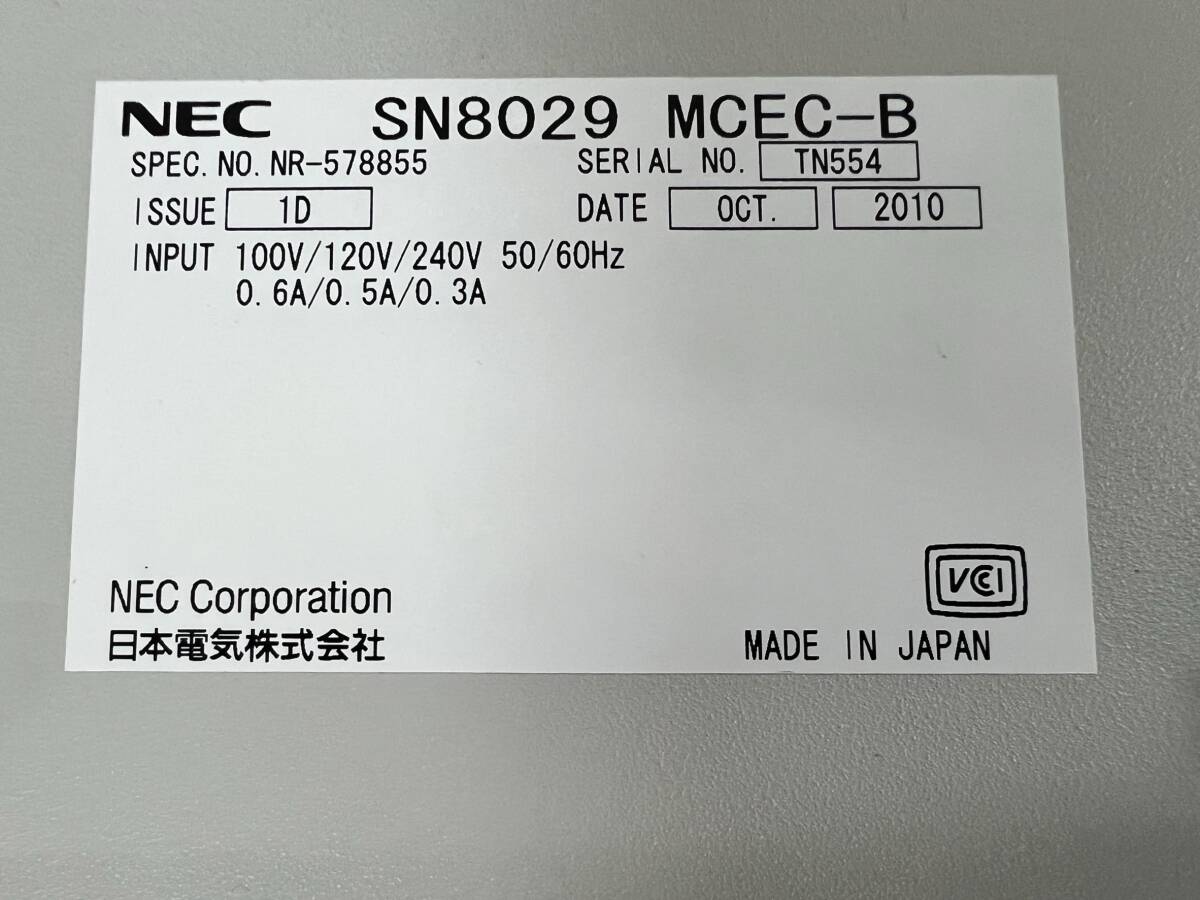 NEC SN8029 MCEC-B
SPEC. NO. NR-578855 SERIAL NO. TN554
ISSUE 1D DATE OCT. 2010
INPUT 100V/120V/240V 50/60Hz
0.6A/0.5A/0.3A
VCCI
NEC Corporation
日本電気株式会社 MADE IN JAPAN